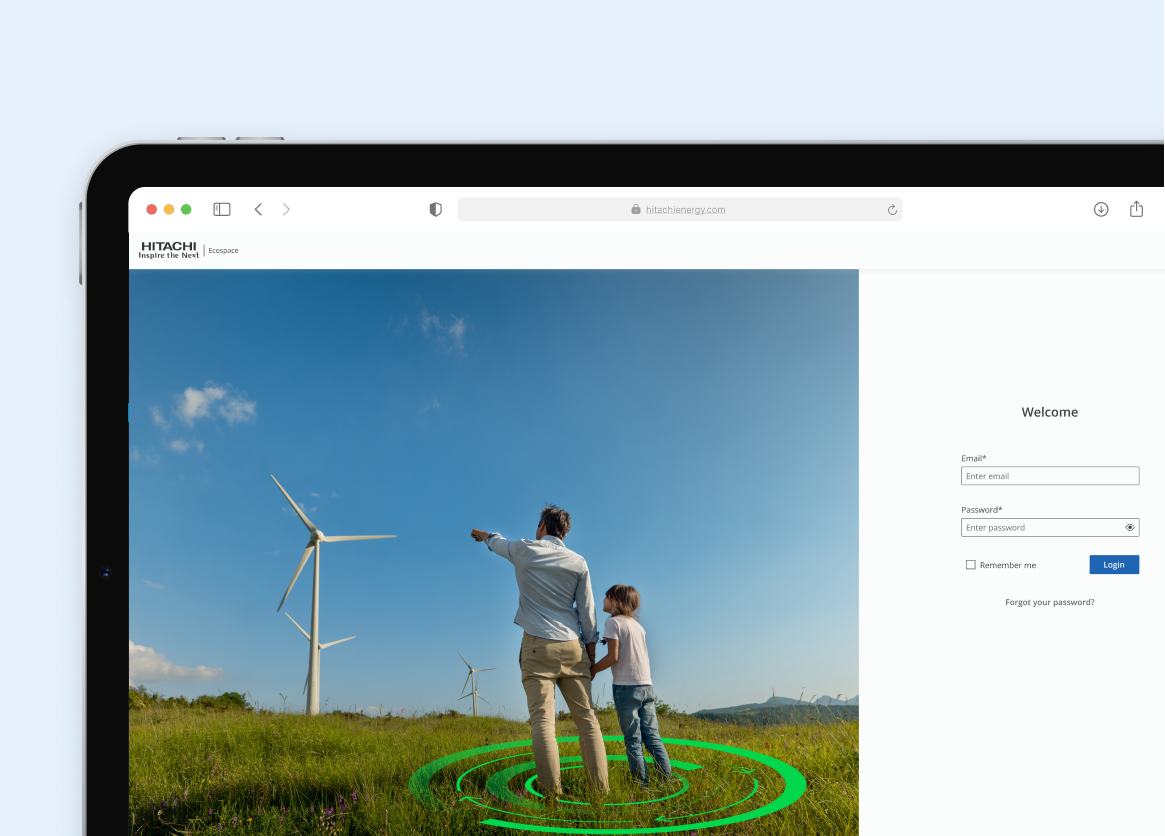 hitachienergy.com
HITACHI
Inspire the Next
Ecospace
Welcome
Email*
Enter email
Password*
Enter password
Remember me
Login
Forgot your password?